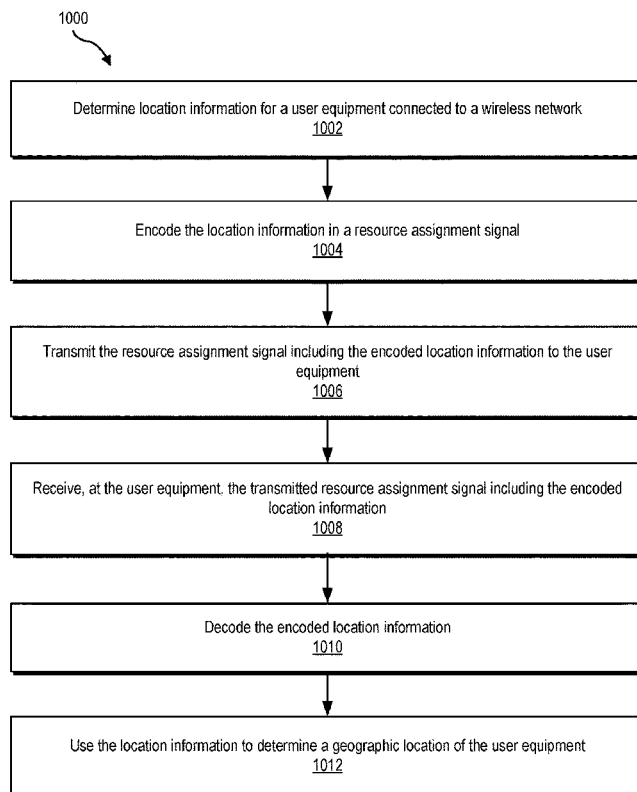 1000
Determine location information for a user equipment connected to a wireless network
1002
Encode the location information in a resource assignment signal
1004
Transmit the resource assignment signal including the encoded location information to the user
equipment
1006
Receive, at the user equipment, the transmitted resource assignment signal including the encoded
location information
1008
Decode the encoded location information
1010
Use the location information to determine a geographic location of the user equipment
1012